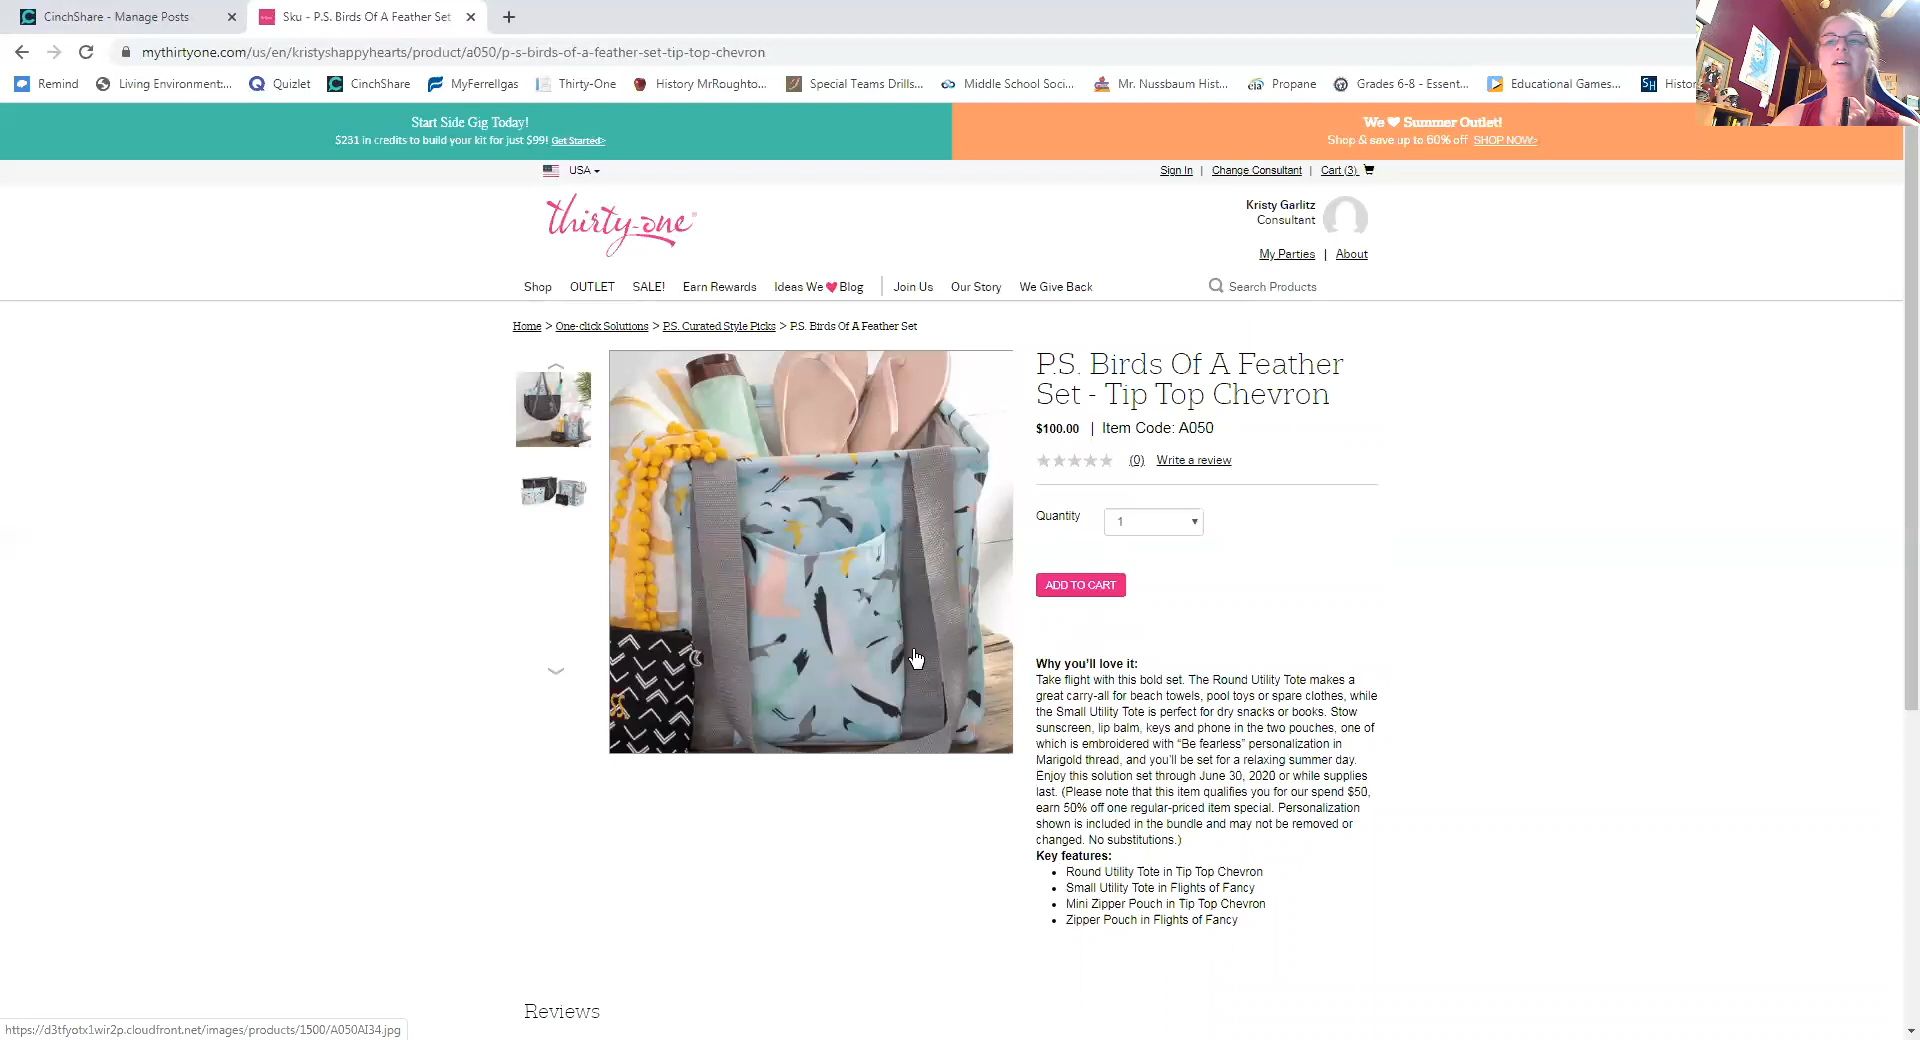 CinchShare - Manage Posts
Sku - P.S. Birds Of A Feather Set
mythirtyone.com/us/en/kristyshappyhearts/product/a050/p-s-birds-of-a-feather-set-tip-top-chevron
Remind
Living Environment:...
Quizlet
CinchShare
MyFerrellgas
Thirty-One
History MrRoughto...
Special Teams Drills...
Middle School Soci...
Mr. Nussbaum Hist...
eia Propane
Grades 6-8 - Essent...
Educational Games...
SH Histor
Start Side Gig Today!
$231 in credits to build your kit for just $99! Get Started>
We ❤ Summer Outlet!
Shop & save up to 60% off SHOP NOW>
USA
Sign In | Change Consultant | Cart (3)
thirty-one
Kristy Garlitz
Consultant
My Parties | About
Shop
OUTLET
SALE!
Earn Rewards
Ideas We ❤ Blog
Join Us
Our Story
We Give Back
Search Products
Home > One-click Solutions > P.S. Curated Style Picks > P.S. Birds Of A Feather Set
P.S. Birds Of A Feather
Set - Tip Top Chevron
$100.00 | Item Code: A050
(0) Write a review
Quantity
1
ADD TO CART
Why you'll love it:
Take flight with this bold set. The Round Utility Tote makes a
great carry-all for beach towels, pool toys or spare clothes, while
the Small Utility Tote is perfect for dry snacks or books. Stow
sunscreen, lip balm, keys and phone in the two pouches, one of
which is embroidered with “Be fearless” personalization in
Marigold thread, and you'll be set for a relaxing summer day.
Enjoy this solution set through June 30, 2020 or while supplies
last. (Please note that this item qualifies you for our spend $50,
earn 50% off one regular-priced item special. Personalization
shown is included in the bundle and may not be removed or
changed. No substitutions.)
Key features:
• Round Utility Tote in Tip Top Chevron
• Small Utility Tote in Flights of Fancy
• Mini Zipper Pouch in Tip Top Chevron
• Zipper Pouch in Flights of Fancy
Reviews
https://d3tfyotx1wir2p.cloudfront.net/images/products/1500/A050AI34.jpg